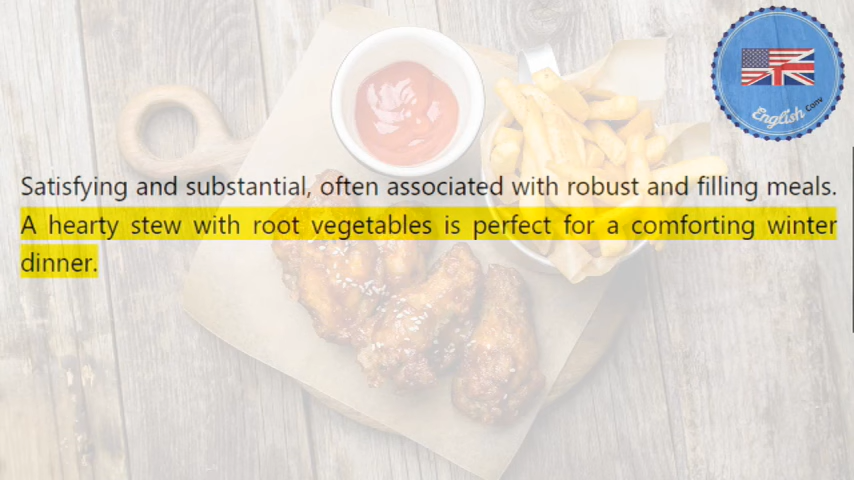 Satisfying and substantial, often associated with robust and filling meals.
A hearty stew with root vegetables is perfect for a comforting winter
dinner.
English Conv